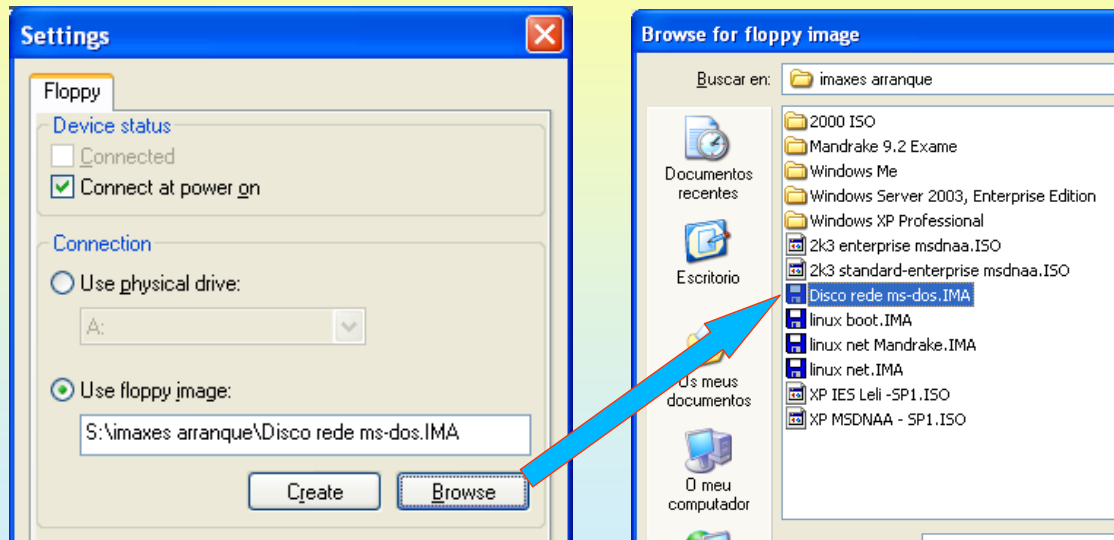 Settings
Floppy
Device status
Connected
Connect at power on
Connection
Use physical drive:
A:
Use floppy image:
S:\imaxes arranque\Disco rede ms-dos.IMA
Create
Browse
Browse for floppy image
Buscar en:
imaxes arranque
Documentos
recentes
Escritorio
Os meus
documentos
O meu
computador
2000 ISO
Mandrake 9.2 Exame
Windows Me
Windows Server 2003, Enterprise Edition
Windows XP Professional
2k3 enterprise msdnaa.ISO
2k3 standard-enterprise msdnaa.ISO
Disco rede ms-dos.IMA
linux boot.IMA
linux net Mandrake.IMA
linux net.IMA
XP IES Leli -SP1.ISO
XP MSDNAA - SP1.ISO